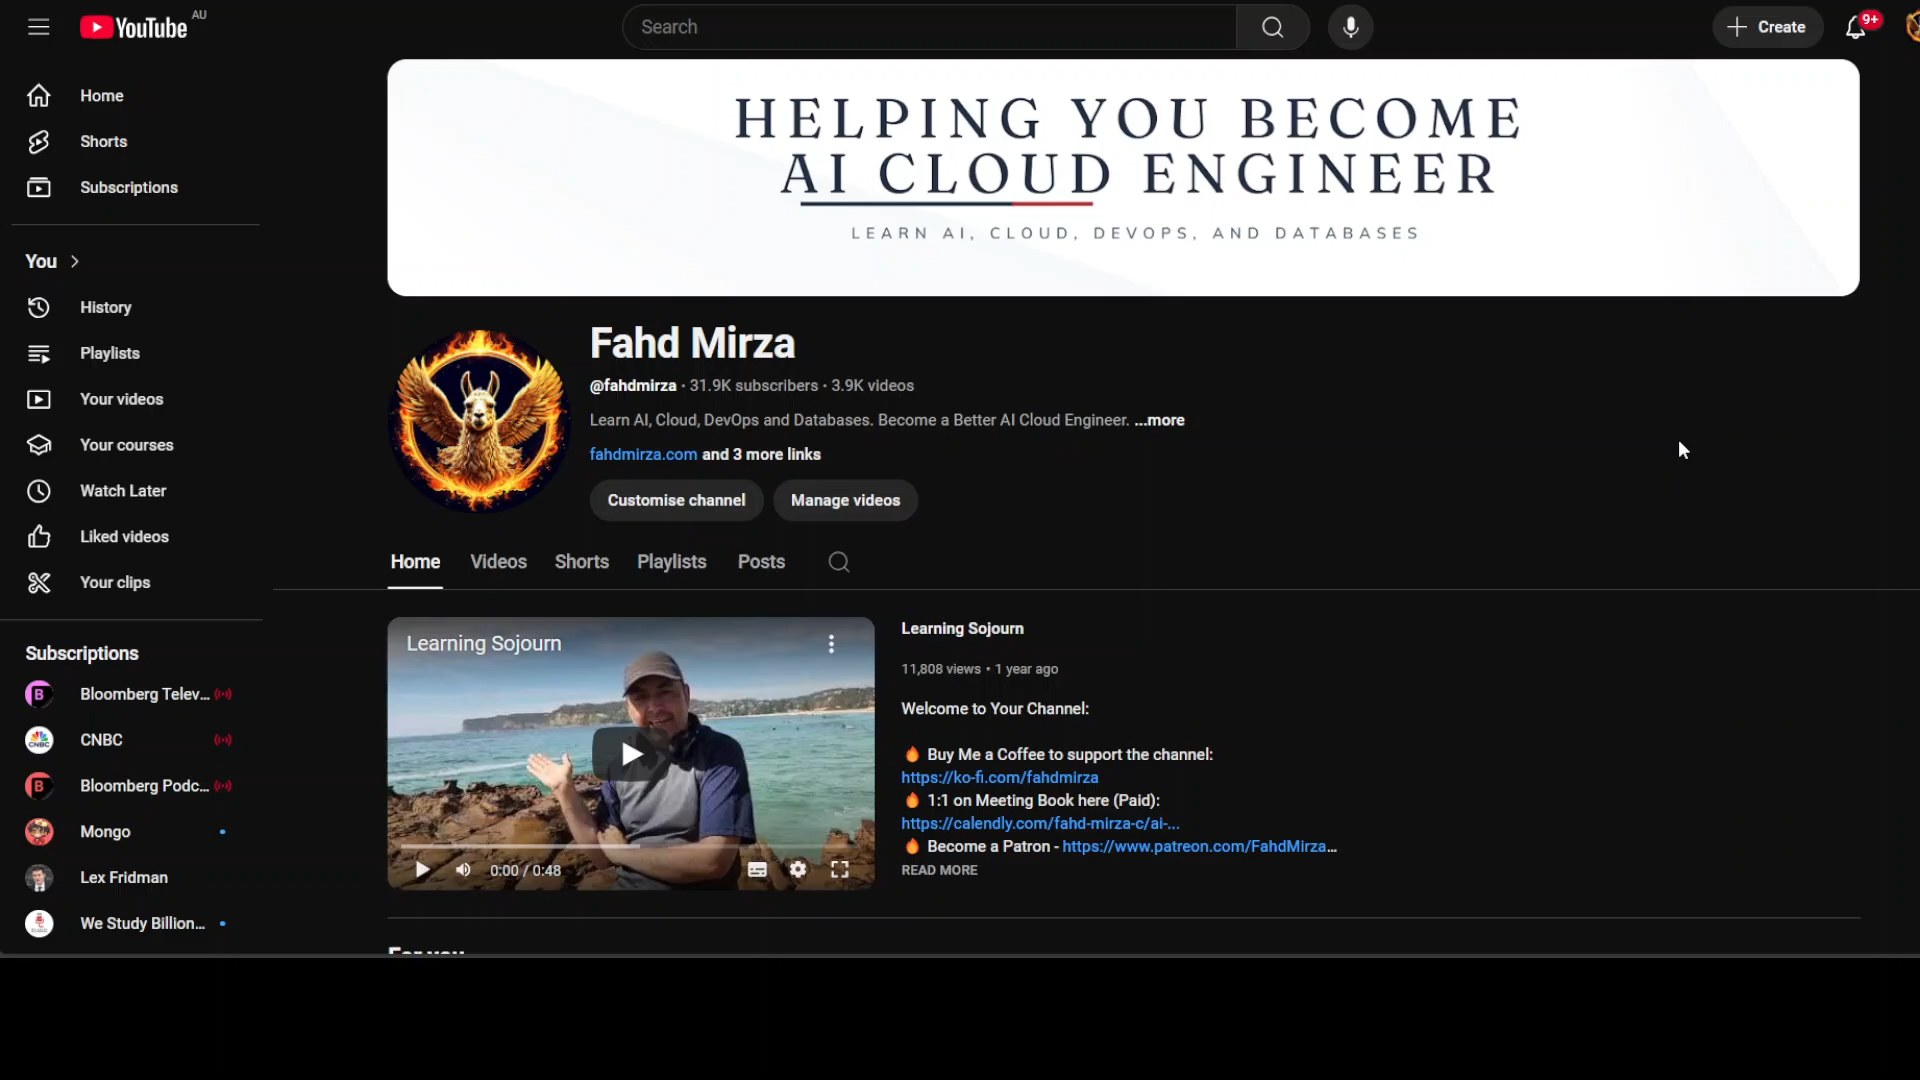 YouTube AU
Search
Create
9+
Home
Shorts
Subscriptions
You
History
Playlists
Your videos
Your courses
Watch Later
Liked videos
Your clips
Subscriptions
Bloomberg Telev...
CNBC
Bloomberg Podc...
Mongo
Lex Fridman
We Study Billion...
HELPING YOU BECOME
AI CLOUD ENGINEER
LEARN AI, CLOUD, DEVOPS, AND DATABASES
Fahd Mirza
@fahdmirza • 31.9K subscribers • 3.9K videos
Learn AI, Cloud, DevOps and Databases. Become a Better AI Cloud Engineer. ...more
fahdmirza.com and 3 more links
Customise channel Manage videos
Home Videos Shorts Playlists Posts
Learning Sojourn
0:00 / 0:48
Learning Sojourn
11,808 views • 1 year ago
Welcome to Your Channel:
🔥 Buy Me a Coffee to support the channel:
https://ko-fi.com/fahdmirza
🔥 1:1 on Meeting Book here (Paid):
https://calendly.com/fahd-mirza-c/ai-...
🔥 Become a Patron - https://www.patreon.com/FahdMirza...
READ MORE
For you